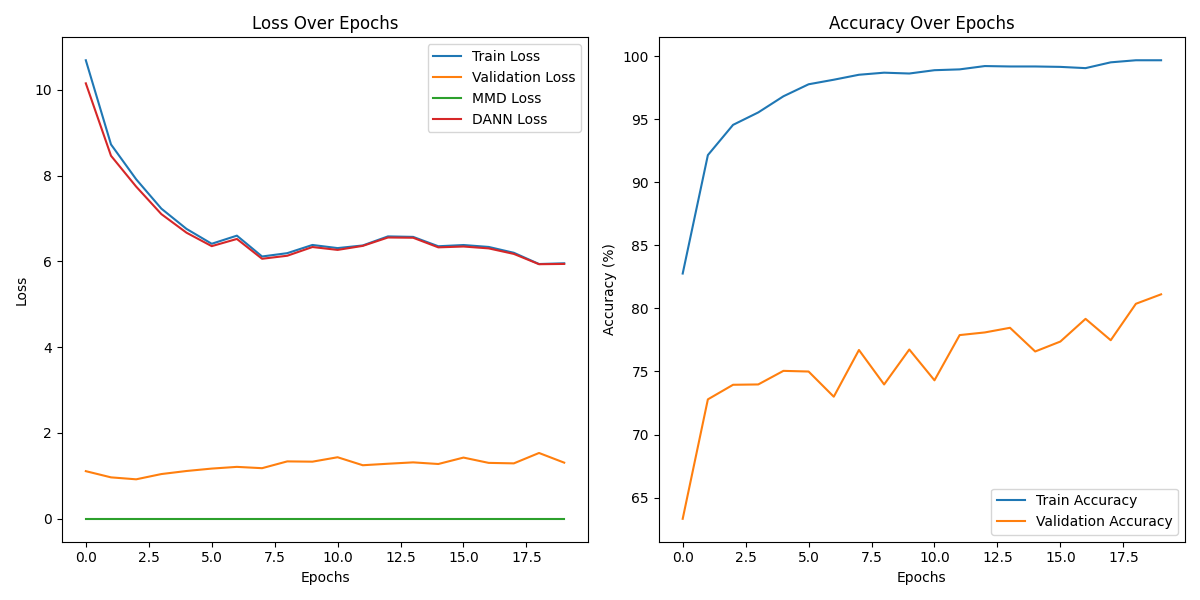 Loss Over Epochs
Train Loss
Validation Loss
MMD Loss
DANN Loss
10
8
6
4
2
0
Loss
0.0 2.5 5.0 7.5 10.0 12.5 15.0 17.5
Epochs
Accuracy Over Epochs
100
95
90
85
80
75
70
65
Accuracy (%)
Train Accuracy
Validation Accuracy
0.0 2.5 5.0 7.5 10.0 12.5 15.0 17.5
Epochs